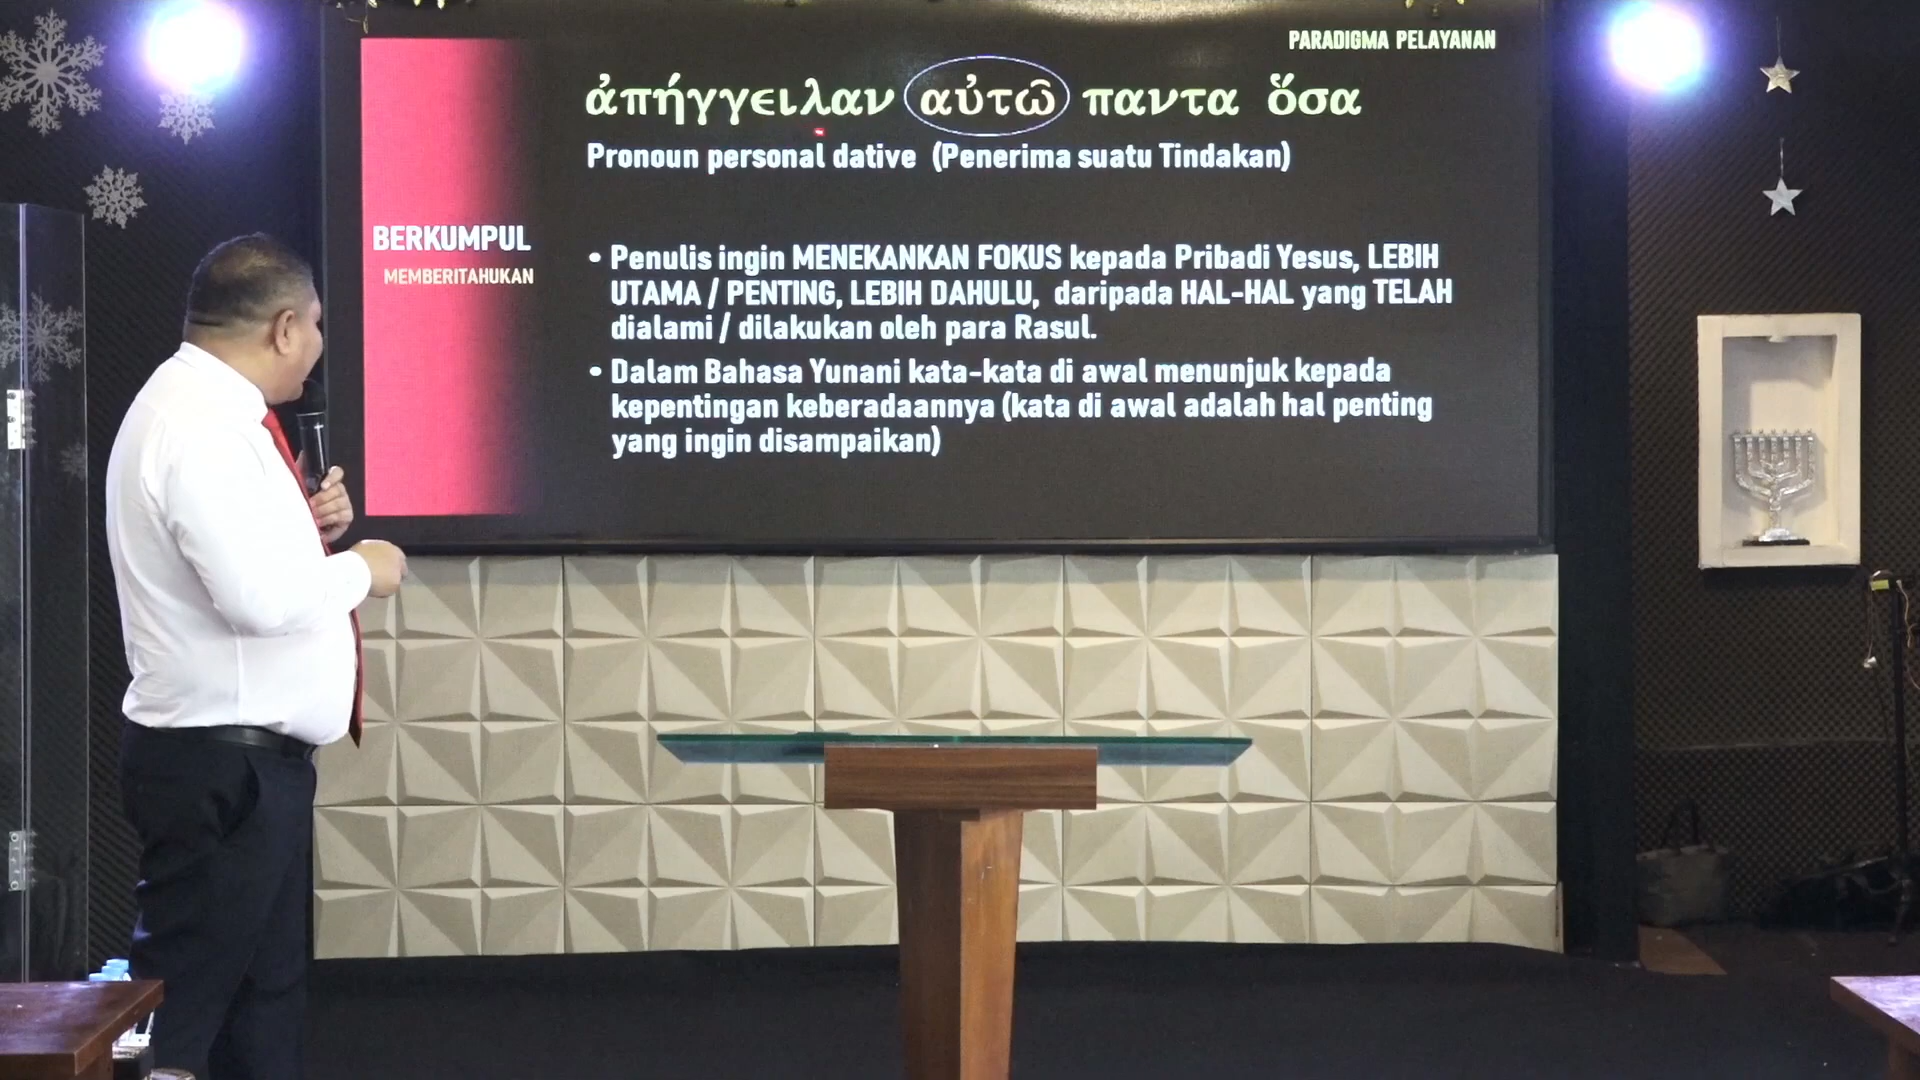 PARADIGMA PELAYANAN
ἀπήγγειλαν αὐτῶ παντα ὅσα
Pronoun personal dative (Penerima suatu Tindakan)
BERKUMPUL
MEMBERITAHUKAN
• Penulis ingin MENEKANKAN FOKUS kepada Pribadi Yesus, LEBIH
UTAMA / PENTING, LEBIH DAHULU, daripada HAL-HAL yang TELAH
dialami / dilakukan oleh para Rasul.
• Dalam Bahasa Yunani kata-kata di awal menunjuk kepada
kepentingan keberadaannya (kata di awal adalah hal penting
yang ingin disampaikan)